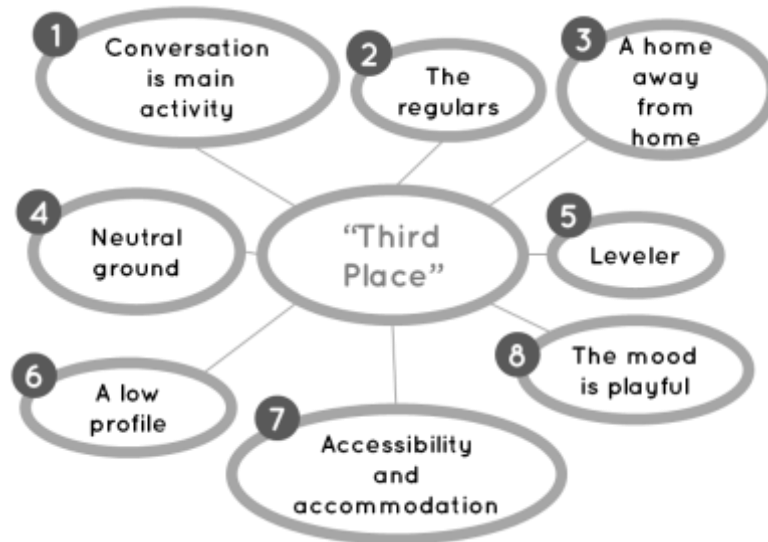 1
Conversation
is main
activity
2
The
regulars
3
A home
away
from
home
4
Neutral
ground
"Third
Place"
5
Leveler
6
A low
profile
7
Accessibility
and
accommodation
8
The mood
is playful